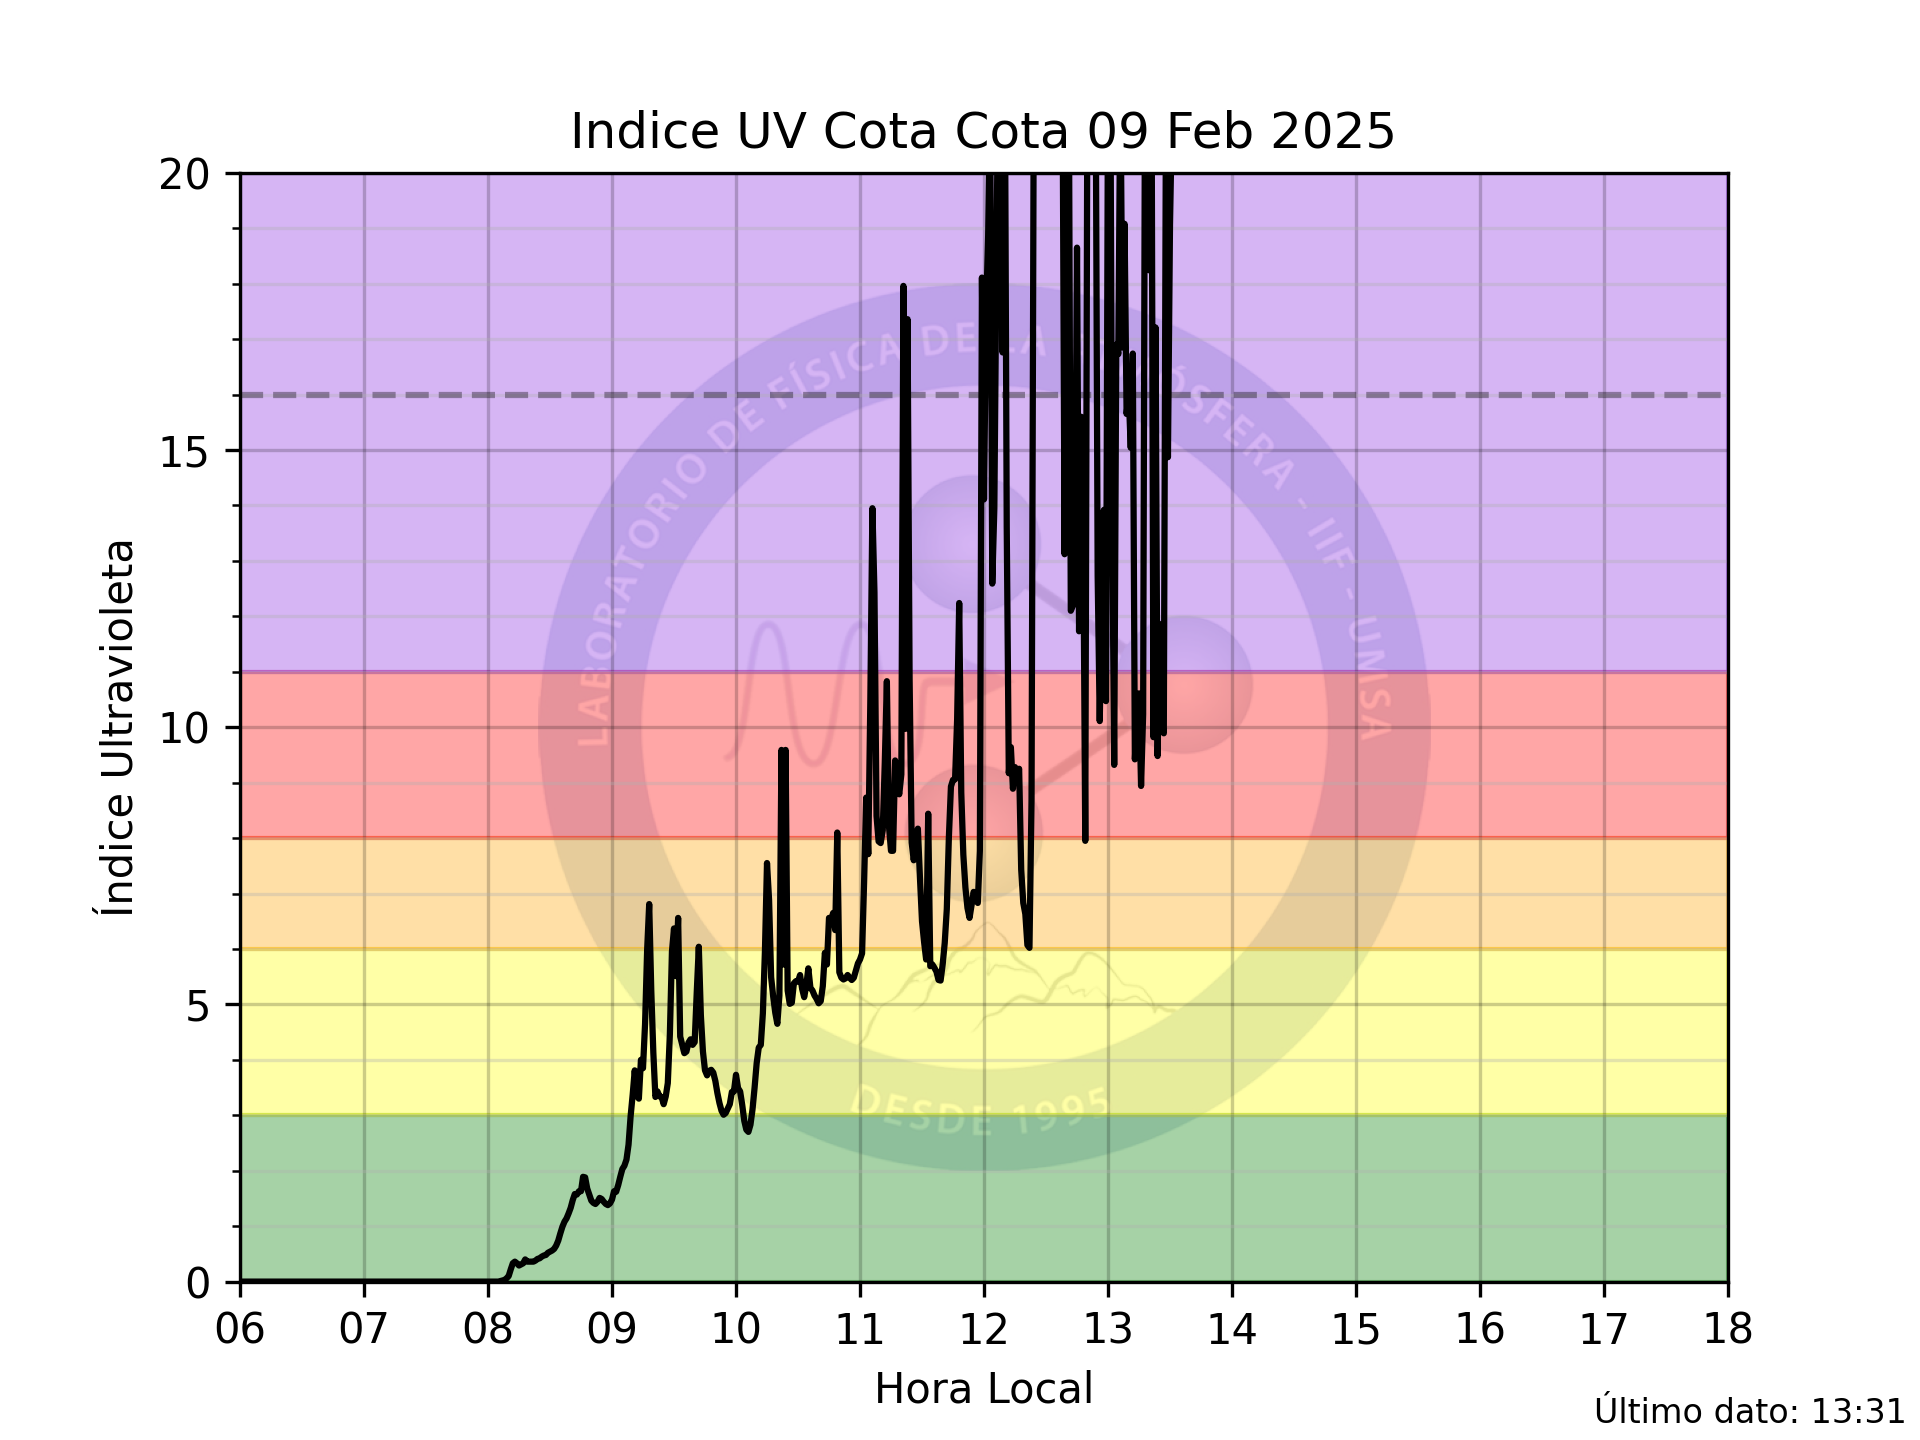 Indice UV Cota Cota 09 Feb 2025
20
15
10
5
0
Índice Ultravioleta
LABORATORIO DE FÍSICA DE LA
SFERA - IIF - UMSA
DESDE 1995
06 07 08 09 10 11 12 13 14 15 16 17 18
Hora Local
Último dato: 13:31